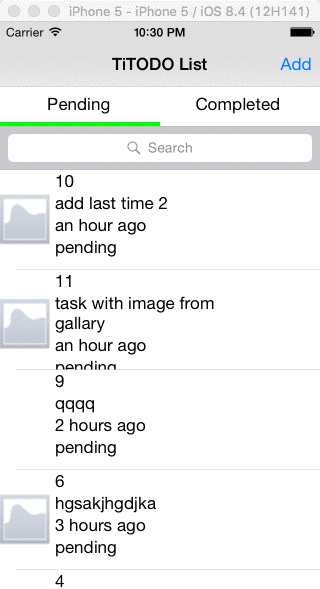 iPhone 5 - iPhone 5 / iOS 8.4 (12H141)
Carrier 10:30 PM
TiTODO List Add
Pending Completed
Search
10
add last time 2
an hour ago
pending
11
task with image from
gallary
an hour ago
pending
9
qqqq
2 hours ago
pending
6
hgsakjhgdjka
3 hours ago
pending
4